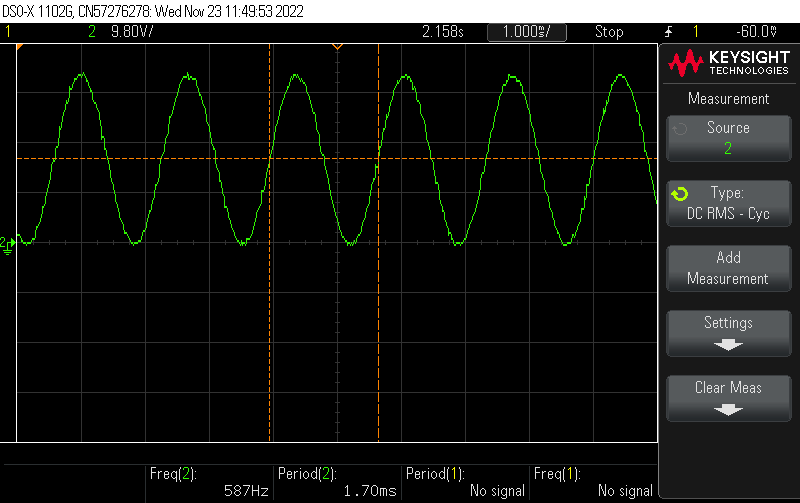 DSO-X 1102G, CN57276278: Wed Nov 23 11:49:53 2022
1 2 9.80V/ 2.158s 1.000ms/ Stop 1 -60.0V
KEYSIGHT
TECHNOLOGIES
Measurement
Source
2
Type:
DC RMS - Cyc
Add
Measurement
Settings
Clear Meas
2
Freq(2): Period(2): Period(1): Freq(1):
587Hz 1.70ms No signal No signal